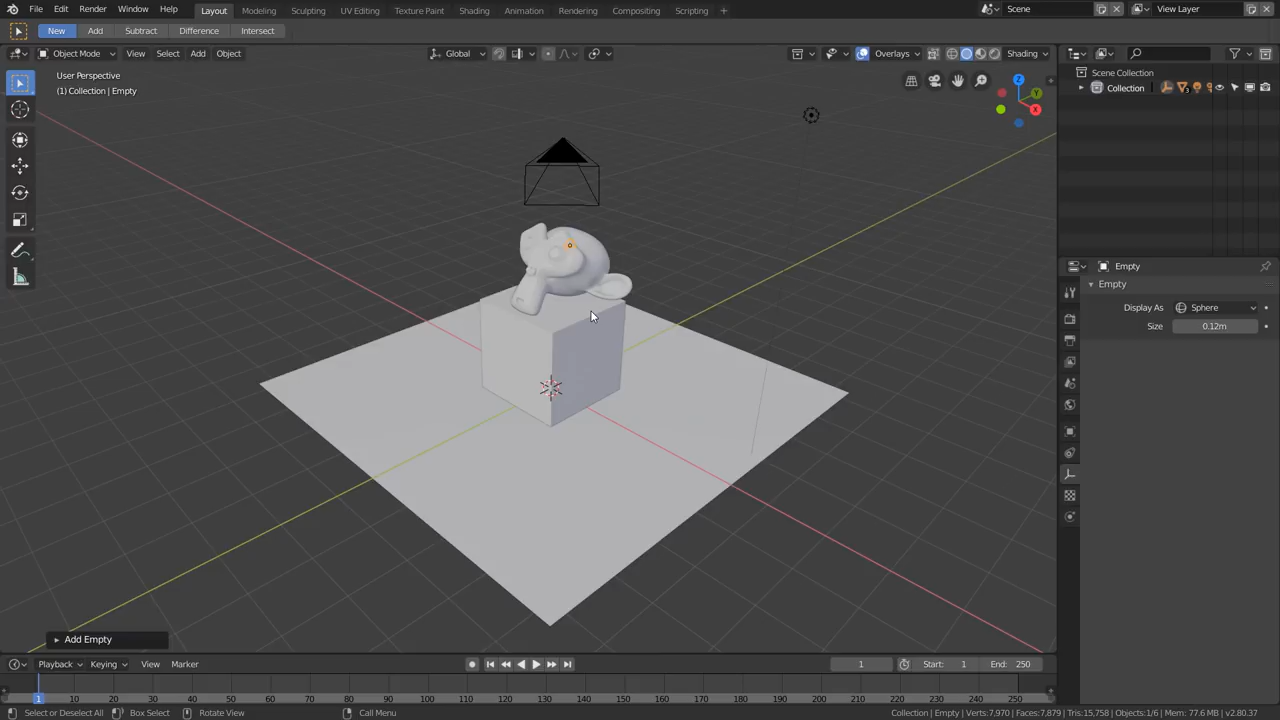 File Edit Render Window Help Layout Modeling Sculpting UV Editing Texture Paint Shading Animation Rendering Compositing Scripting + Scene View Layer
New Add Subtract Difference Intersect
Object Mode View Select Add Object Global Overlays Shading
User Perspective
(1) Collection | Empty
X
Y
Z
Scene Collection
Collection
3
Empty
Empty
Display As Sphere
Size 0.12m
Add Empty
Playback Keying View Marker 1 Start: 1 End: 250
1 10 20 30 40 50 60 70 80 90 100 110 120 130 140 150 160 170 180 190 200 210 220 230 240 250
Select or Deselect All Box Select Rotate View Call Menu Collection | Empty | Verts:7,970 | Faces:7,879 | Tris:15,758 | Objects:1/6 | Mem: 77.6 MB | v2.80.37